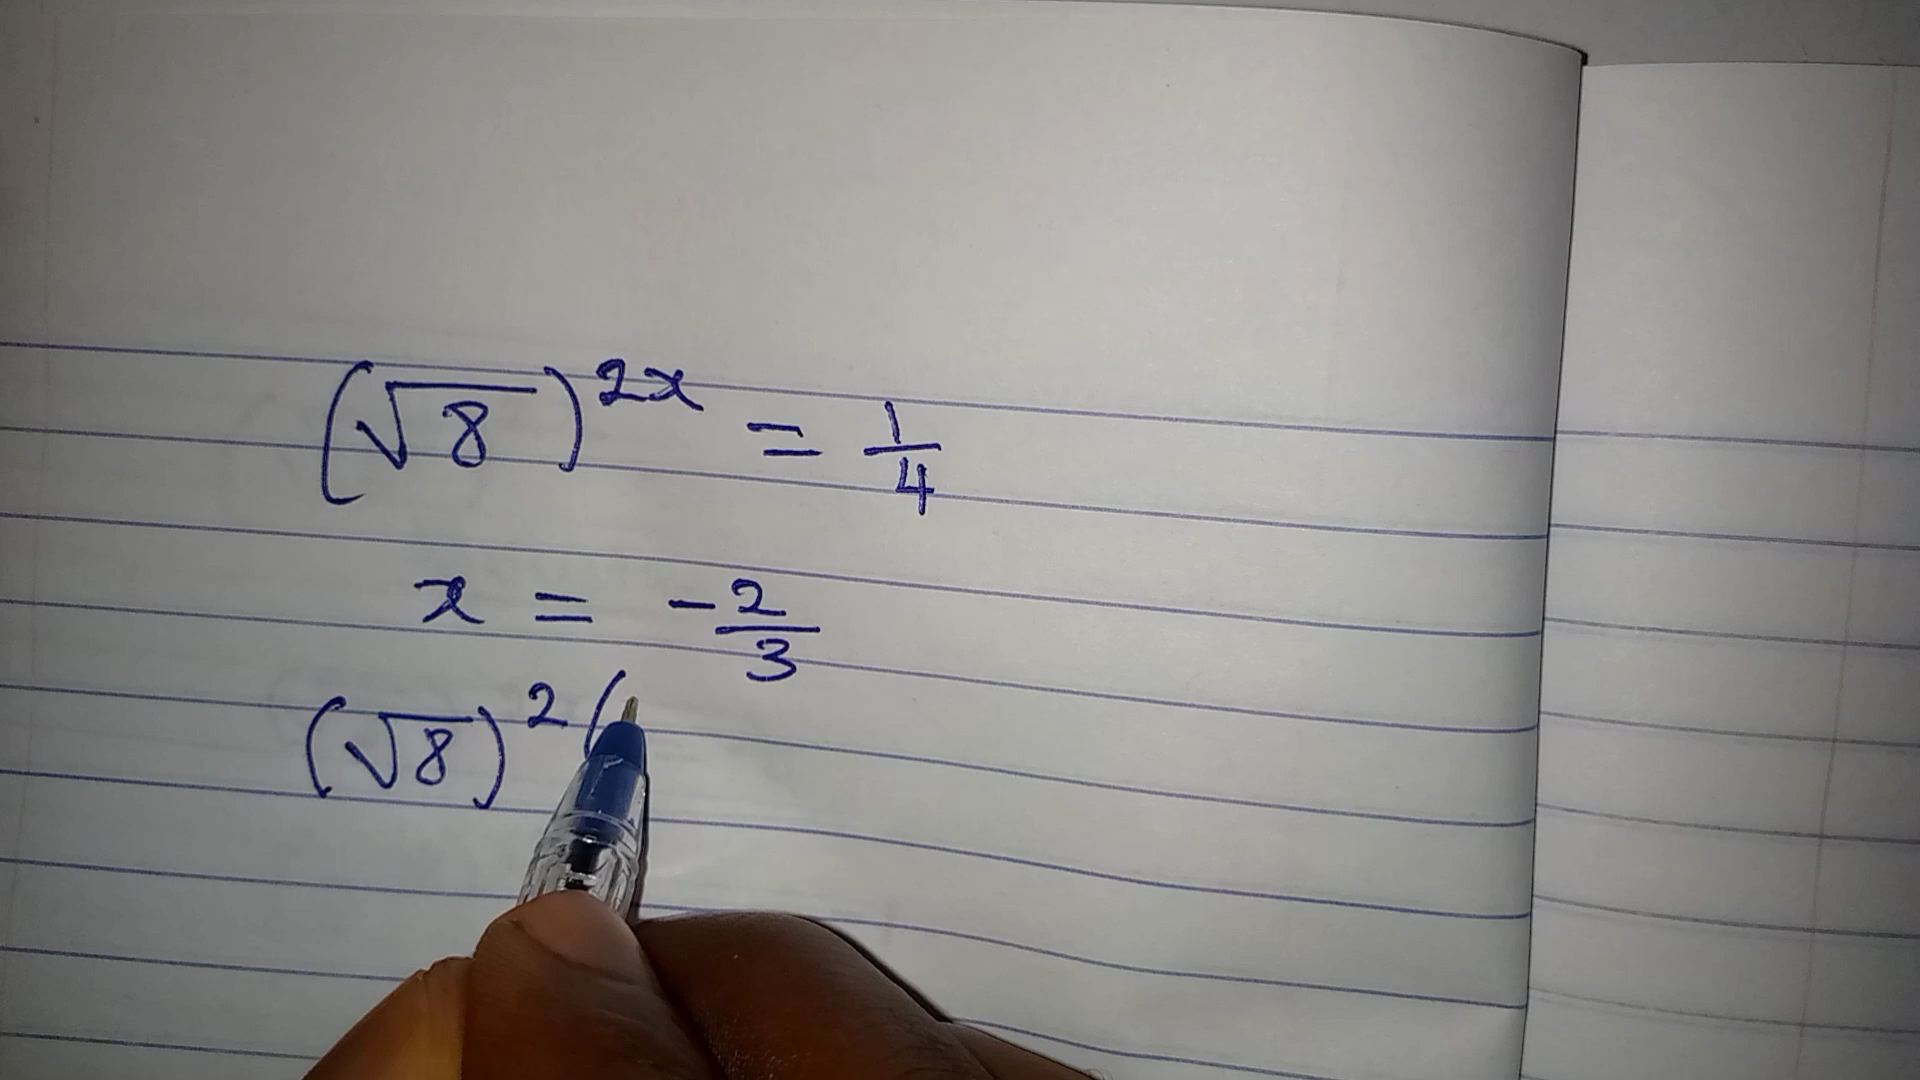 (√8)^{2x} = 1/4
x = -2/3
(√8)^{2(}